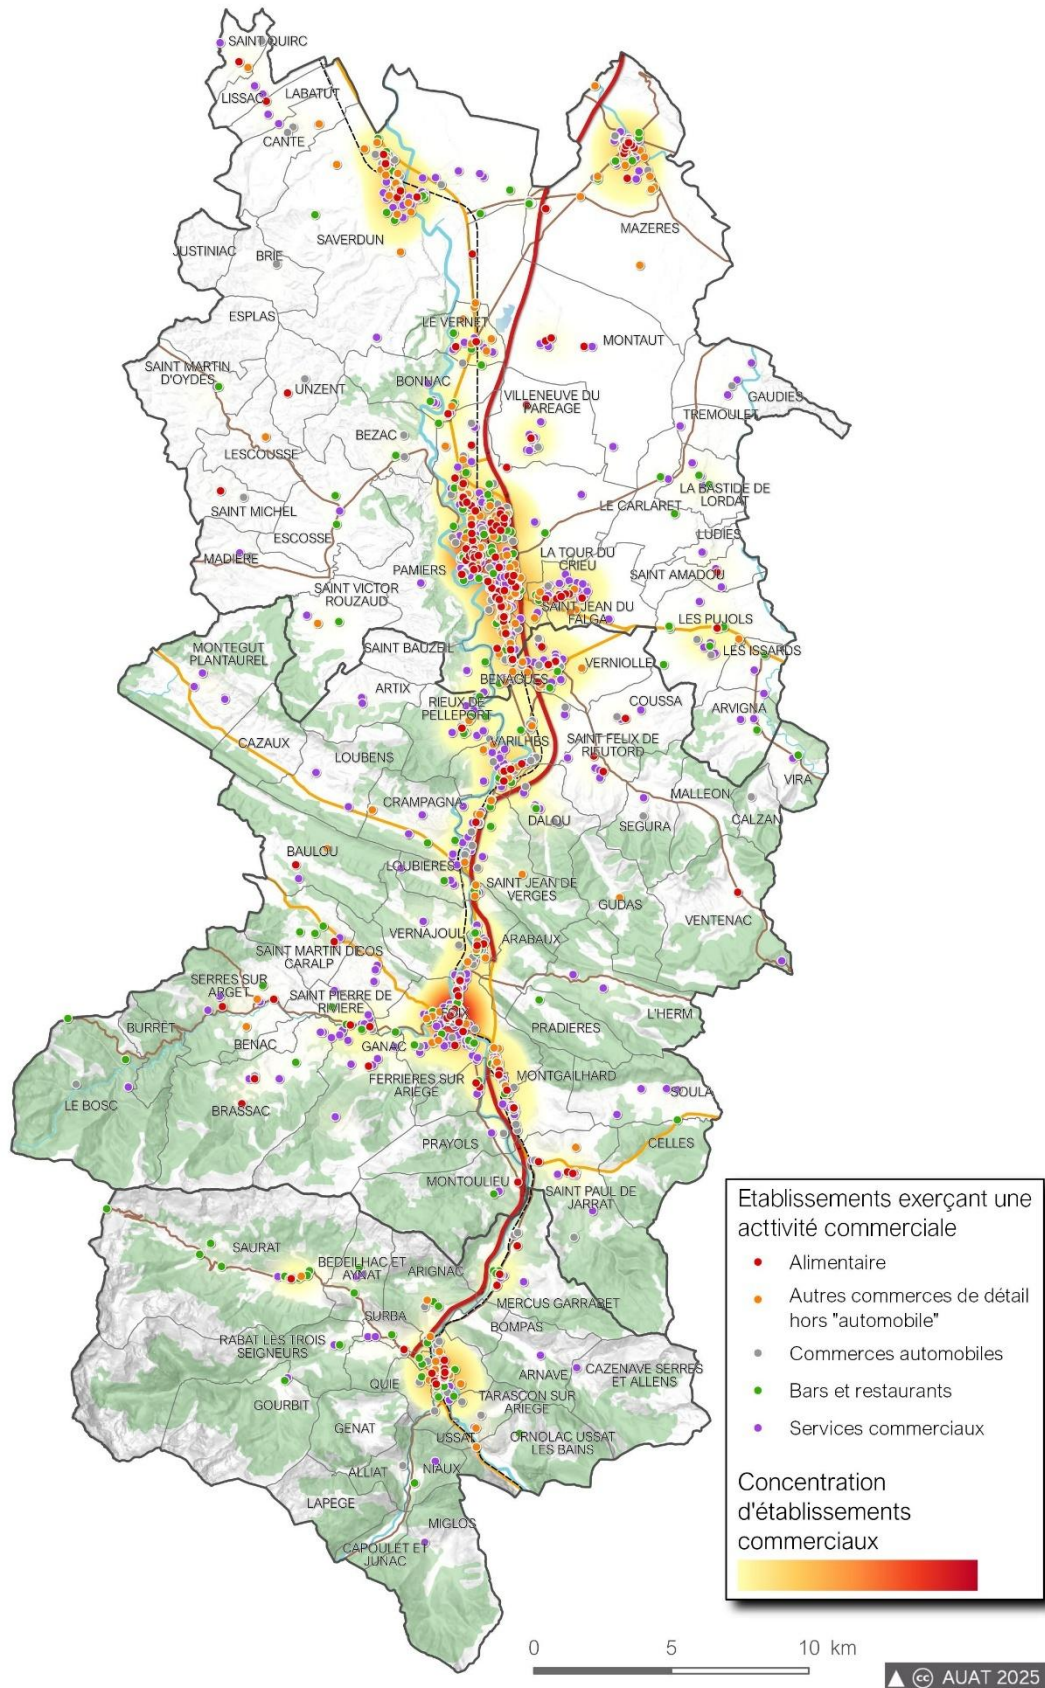 SAINT QUIRC
LISSAC
LABATUT
CANTE
SAVERDUN
MAZERES
JUSTINIAC
BRIE
ESPLAS
LE VERNET
MONTAUT
SAINT MARTIN
D'OYDES
UNZENT
BONNAC
VILLENEUVE DU
PAREAGE
GAUDIES
TREMOULET
BEZAC
LESCOUSSE
LA BASTIDE DE
LORDAT
SAINT MICHEL
LE CARLARET
ESCOSSE
LUDIES
MADIERE
PAMIERS
LA TOUR DU
CRIEU
SAINT AMADOU
SAINT VICTOR
ROUZAUD
SAINT JEAN DU
FALGA
LES PUJOLS
MONTEGUT
PLANTAUREL
SAINT BAUZEIL
LES ISSARDS
VERNIOLLE
BENAGUES
ARTIX
RIEUX DE
PELLEPORT
COUSSA
ARVIGNA
CAZAUX
VARILHES
SAINT FELIX DE
RIEUTORD
LOUBENS
VIRA
MALLEON
CRAMPAGNA
DALOU
SEGURA
CALZAN
BAULOU
LOUBIERES
SAINT JEAN DE
VERGES
GUDAS
VENTENAC
VERNAJOUL
ARABAUX
SAINT MARTIN DE
CARALP
COS
SERRES SUR
ARGET
SAINT PIERRE DE
RIVIERE
FOIX
L'HERM
BURRET
PRADIERES
BENAC
GANAC
FERRIERES SUR
ARIEGE
MONTGAILHARD
SOULA
LE BOSC
BRASSAC
PRAYOLS
CELLES
MONTOULIEU
SAINT PAUL DE
JARRAT
SAURAT
BEDEILHAC ET
AYNAT
ARIGNAC
MERCUS GARRABET
SURBA
BOMPAS
RABAT LES TROIS
SEIGNEURS
ARNAVE
CAZENAVE SERRES
ET ALLENS
QUIE
GOURBIT
TARASCON SUR
ARIEGE
GENAT
USSAT
ORNOLAC USSAT
LES BAINS
ALLIAT
NIAUX
LAPEGE
MIGLOS
CAPOULET ET
JUNAC
Etablissements exerçant une
acttivité commerciale
Alimentaire
Autres commerces de détail
hors "automobile"
Commerces automobiles
Bars et restaurants
Services commerciaux
Concentration
d'établissements
commerciaux
0 5 10 km
cc AUAT 2025